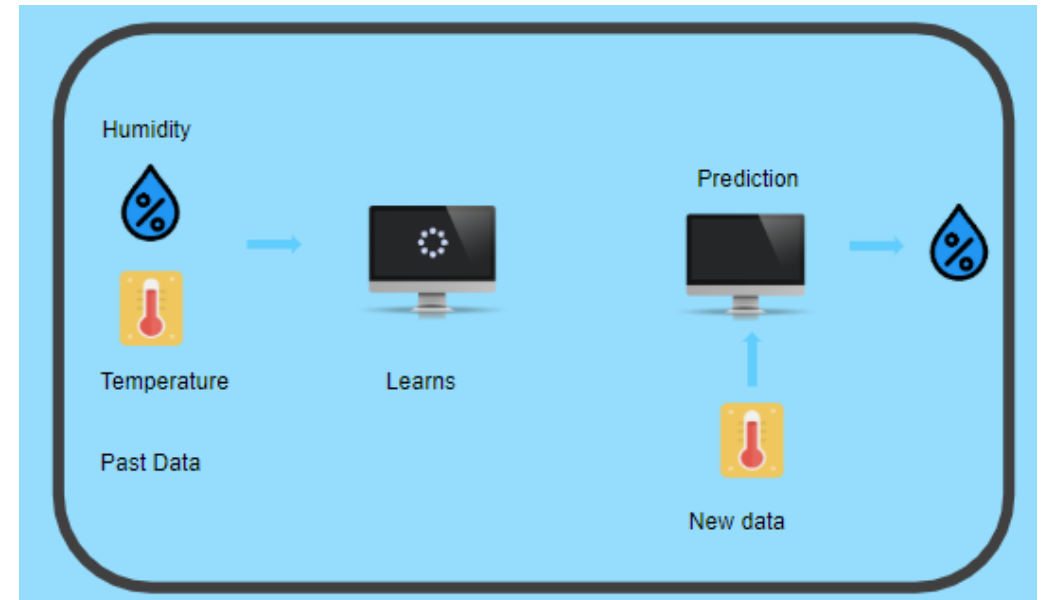 Humidity
Temperature
Past Data
Learns
Prediction
New data